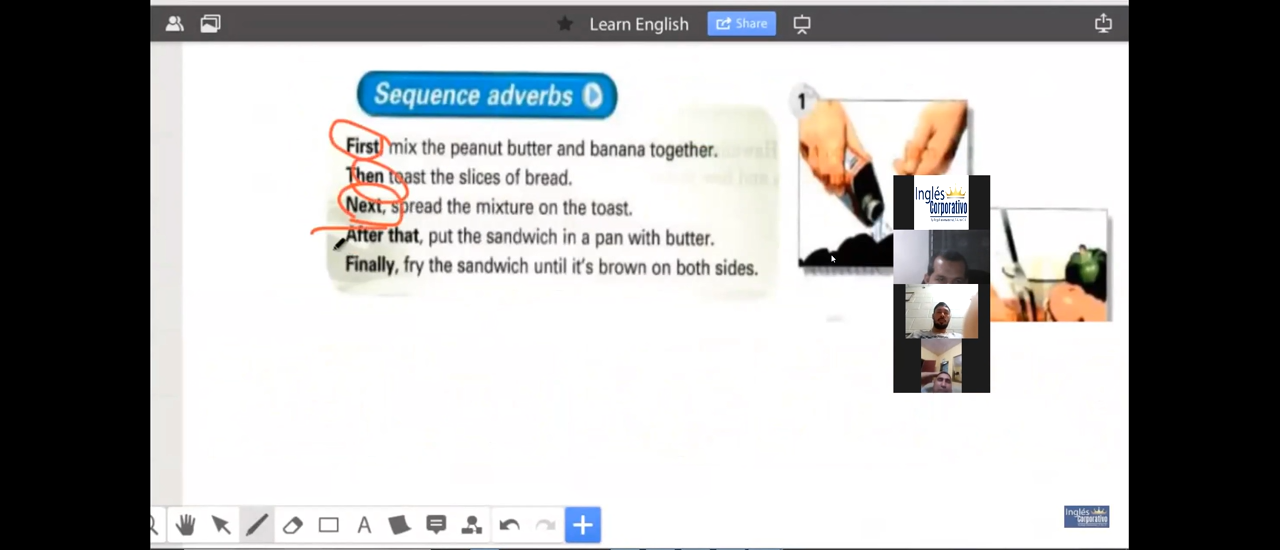 Learn English
Share
Sequence adverbs
First, mix the peanut butter and banana together.
Then toast the slices of bread.
Next, spread the mixture on the toast.
After that, put the sandwich in a pan with butter.
Finally, fry the sandwich until it's brown on both sides.
1
Inglés
Corporativo
A
Inglés
Corporativo